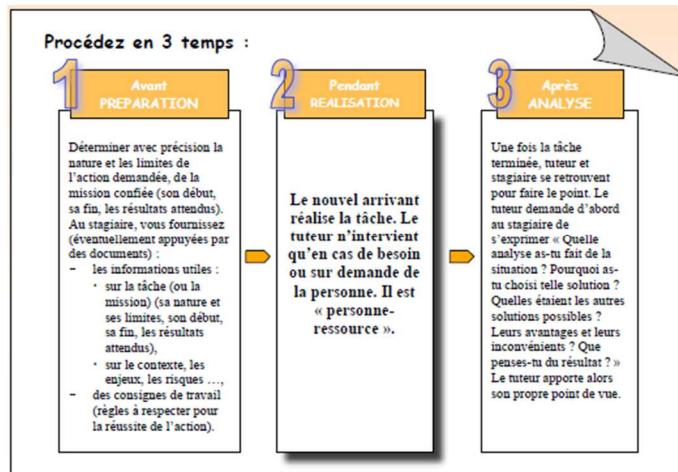 Procédez en 3 temps :
1
Avant
PREPARATION
Déterminer avec précision la
nature et les limites de
l'action demandée, de la
mission confiée (son début,
sa fin, les résultats attendus).
Au stagiaire, vous fournissez
(éventuellement appuyées par
des documents) :
− les informations utiles :
· sur la tâche (ou la
mission) (sa nature et
ses limites, son début,
sa fin, les résultats
attendus),
· sur le contexte, les
enjeux, les risques …,
− des consignes de travail
(règles à respecter pour
la réussite de l'action).
2
Pendant
REALISATION
Le nouvel arrivant
réalise la tâche. Le
tuteur n'intervient
qu'en cas de besoin
ou sur demande de
la personne. Il est
« personne-
ressource ».
3
Après
ANALYSE
Une fois la tâche
terminée, tuteur et
stagiaire se retrouvent
pour faire le point. Le
tuteur demande d'abord
au stagiaire de
s'exprimer « Quelle
analyse as-tu fait de la
situation ? Pourquoi as-
tu choisi telle solution ?
Quelles étaient les autres
solutions possibles ?
Leurs avantages et leurs
inconvénients ? Que
penses-tu du résultat ? »
Le tuteur apporte alors
son propre point de vue.